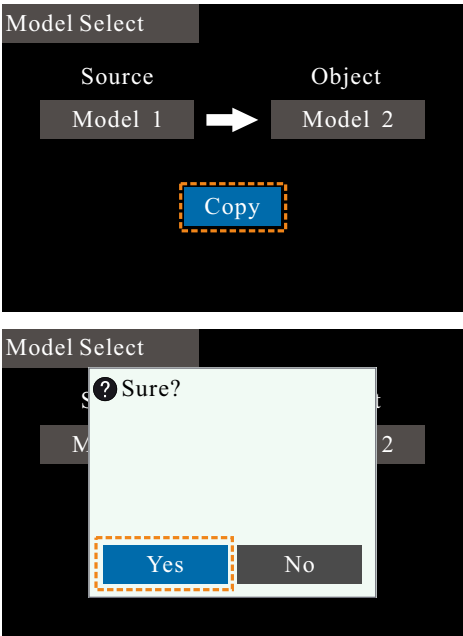 Model Select
Source Object
Model 1 Model 2
Copy
Model Select
? Sure?
2
Yes No